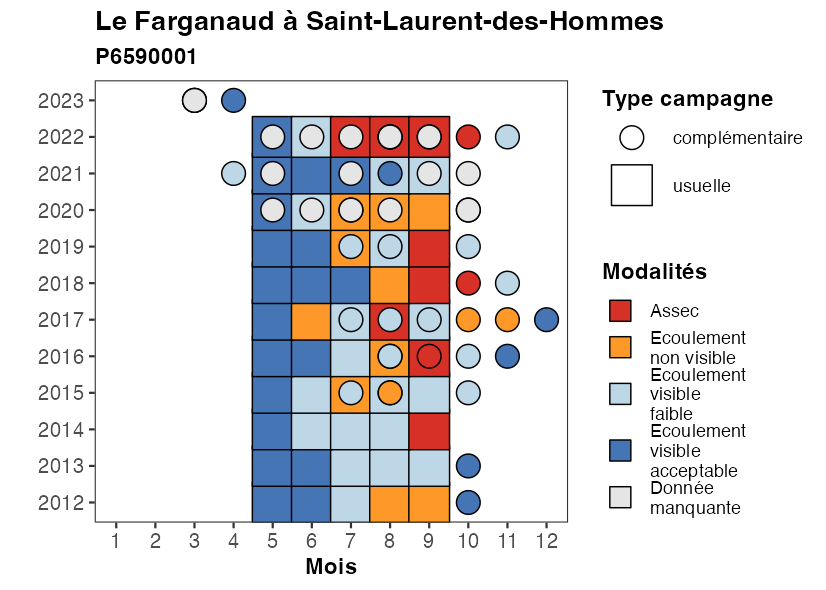 Le Farganaud à Saint-Laurent-des-Hommes
P6590001
2023
2022
2021
2020
2019
2018
2017
2016
2015
2014
2013
2012
1 2 3 4 5 6 7 8 9 10 11 12
Mois
Type campagne
complémentaire
usuelle
Modalités
Assec
Ecoulement
non visible
Ecoulement
visible
faible
Ecoulement
visible
acceptable
Donnée
manquante